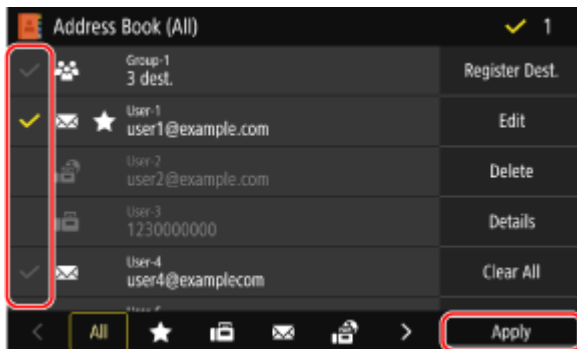 Address Book (All)
1
Group-1
3 dest.
Register Dest.
User-1
user1@example.com
Edit
User-2
user2@example.com
Delete
User-3
1230000000
Details
User-4
user4@examplecom
Clear All
All
Apply